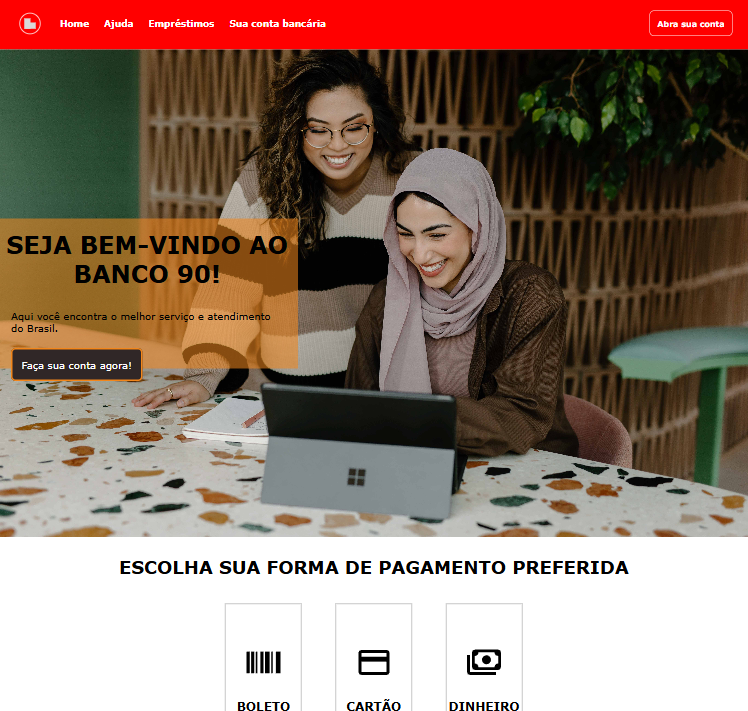 Home Ajuda Empréstimos Sua conta bancária Abra sua conta
SEJA BEM-VINDO AO
BANCO 90!
Aqui você encontra o melhor serviço e atendimento
do Brasil.
Faça sua conta agora!
ESCOLHA SUA FORMA DE PAGAMENTO PREFERIDA
BOLETO CARTÃO DINHEIRO